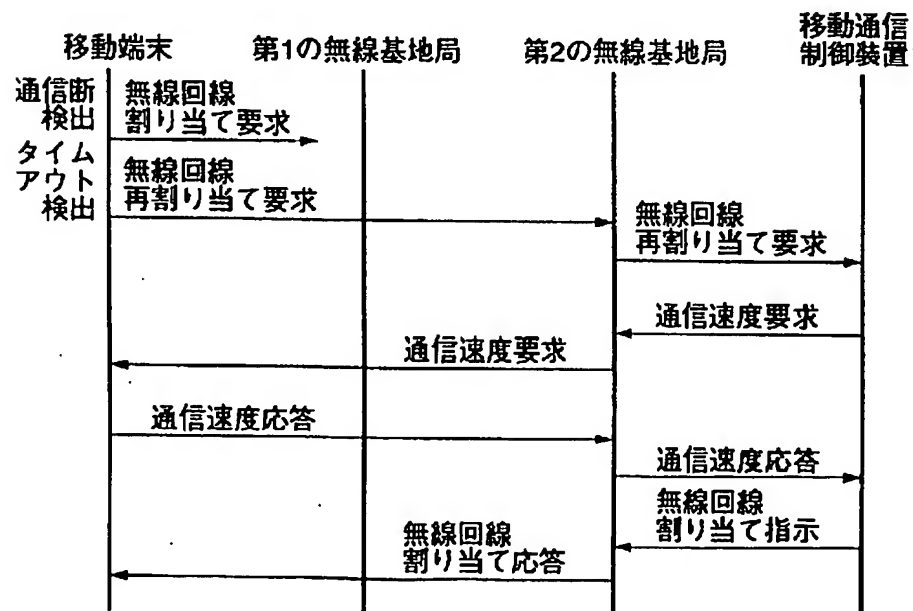 移動端末
第1の無線基地局
第2の無線基地局
移動通信
制御装置
通信断
検出
無線回線
割り当て要求
タイム
アウト
検出
無線回線
再割り当て要求
無線回線
再割り当て要求
通信速度要求
通信速度要求
通信速度応答
通信速度応答
無線回線
割り当て指示
無線回線
割り当て応答